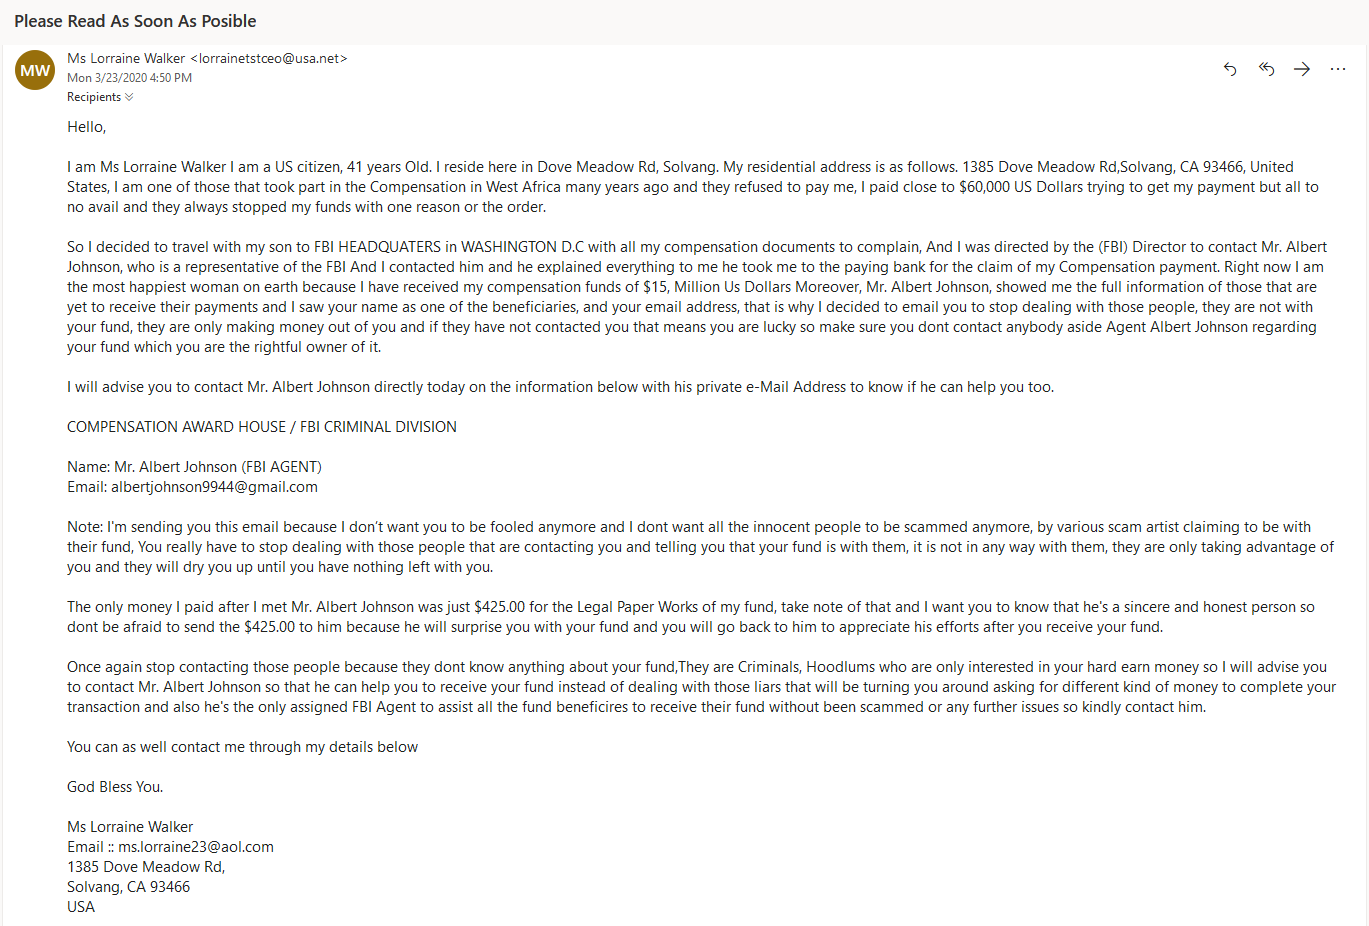 Please Read As Soon As Posible
MW
Ms Lorraine Walker <lorrainetstceo@usa.net>
Mon 3/23/2020 4:50 PM
Recipients
Hello,
I am Ms Lorraine Walker I am a US citizen, 41 years Old. I reside here in Dove Meadow Rd, Solvang. My residential address is as follows. 1385 Dove Meadow Rd,Solvang, CA 93466, United
States, I am one of those that took part in the Compensation in West Africa many years ago and they refused to pay me, I paid close to $60,000 US Dollars trying to get my payment but all to
no avail and they always stopped my funds with one reason or the order.
So I decided to travel with my son to FBI HEADQUATERS in WASHINGTON D.C with all my compensation documents to complain, And I was directed by the (FBI) Director to contact Mr. Albert
Johnson, who is a representative of the FBI And I contacted him and he explained everything to me he took me to the paying bank for the claim of my Compensation payment. Right now I am
the most happiest woman on earth because I have received my compensation funds of $15, Million Us Dollars Moreover, Mr. Albert Johnson, showed me the full information of those that are
yet to receive their payments and I saw your name as one of the beneficiaries, and your email address, that is why I decided to email you to stop dealing with those people, they are not with
your fund, they are only making money out of you and if they have not contacted you that means you are lucky so make sure you dont contact anybody aside Agent Albert Johnson regarding
your fund which you are the rightful owner of it.
I will advise you to contact Mr. Albert Johnson directly today on the information below with his private e-Mail Address to know if he can help you too.
COMPENSATION AWARD HOUSE / FBI CRIMINAL DIVISION
Name: Mr. Albert Johnson (FBI AGENT)
Email: albertjohnson9944@gmail.com
Note: I'm sending you this email because I don't want you to be fooled anymore and I dont want all the innocent people to be scammed anymore, by various scam artist claiming to be with
their fund, You really have to stop dealing with those people that are contacting you and telling you that your fund is with them, it is not in any way with them, they are only taking advantage of
you and they will dry you up until you have nothing left with you.
The only money I paid after I met Mr. Albert Johnson was just $425.00 for the Legal Paper Works of my fund, take note of that and I want you to know that he's a sincere and honest person so
dont be afraid to send the $425.00 to him because he will surprise you with your fund and you will go back to him to appreciate his efforts after you receive your fund.
Once again stop contacting those people because they dont know anything about your fund,They are Criminals, Hoodlums who are only interested in your hard earn money so I will advise you
to contact Mr. Albert Johnson so that he can help you to receive your fund instead of dealing with those liars that will be turning you around asking for different kind of money to complete your
transaction and also he's the only assigned FBI Agent to assist all the fund beneficires to receive their fund without been scammed or any further issues so kindly contact him.
You can as well contact me through my details below
God Bless You.
Ms Lorraine Walker
Email :: ms.lorraine23@aol.com
1385 Dove Meadow Rd,
Solvang, CA 93466
USA